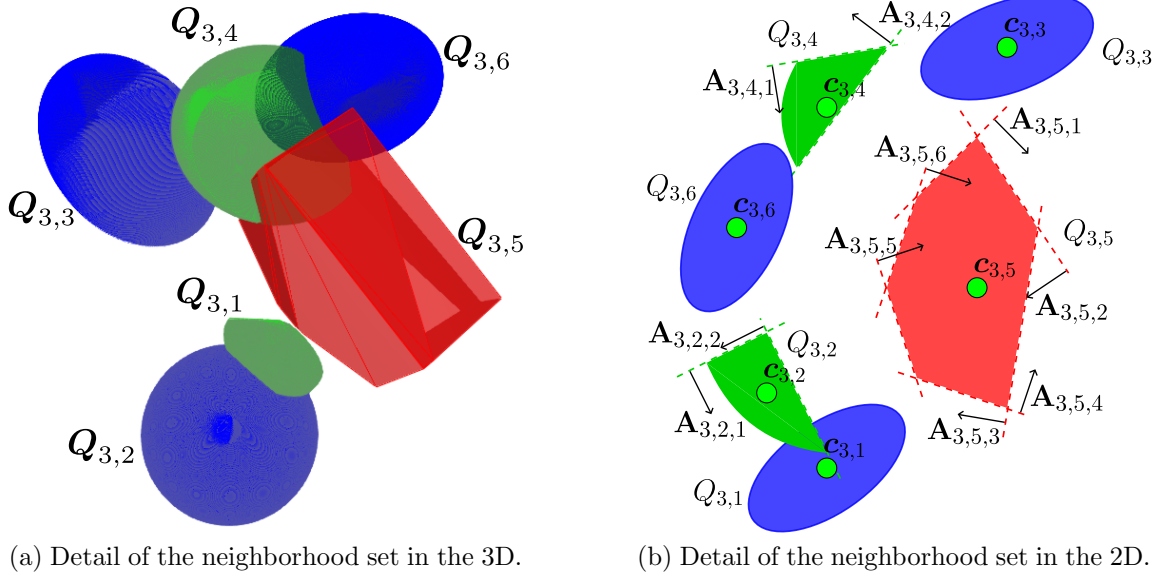 Q3,4
Q3,6
Q3,3
Q3,5
Q3,1
Q3,2
(a) Detail of the neighborhood set in the 3D.
A3,4,2
Q3,4
c3,3
Q3,3
A3,4,1
c3,4
A3,5,1
A3,5,6
Q3,6
c3,6
Q3,5
A3,5,5
c3,5
A3,5,2
A3,2,2
Q3,2
c3,2
A3,2,1
A3,5,4
A3,5,3
c3,1
Q3,1
(b) Detail of the neighborhood set in the 2D.